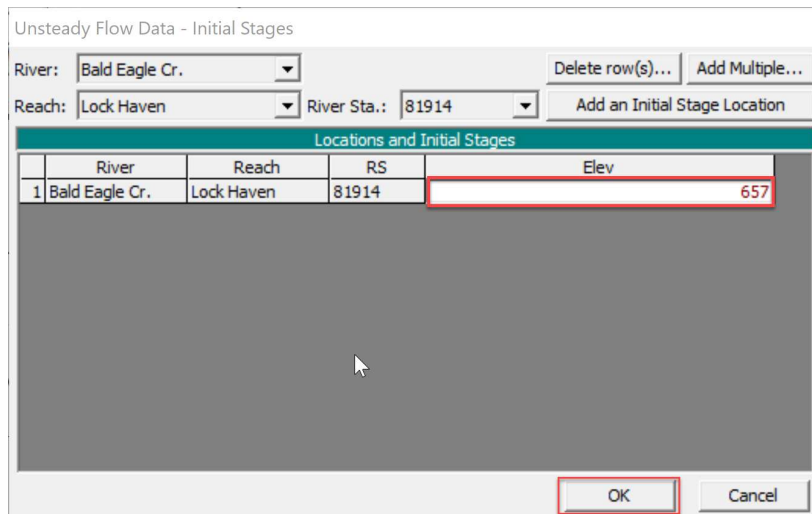 Unsteady Flow Data - Initial Stages
River: Bald Eagle Cr. Delete row(s)... Add Multiple...
Reach: Lock Haven River Sta.: 81914 Add an Initial Stage Location
Locations and Initial Stages
River Reach RS Elev
1 Bald Eagle Cr. Lock Haven 81914 657
OK Cancel